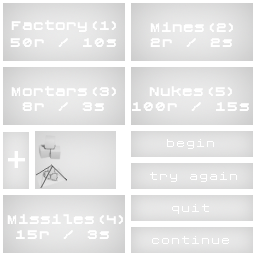 Factory(1)
50r / 10s
Mines(2)
2r / 2s
Mortars(3)
8r / 3s
Nukes(5)
100r / 15s
+
begin
try again
Missiles(4)
15r / 3s
quit
continue